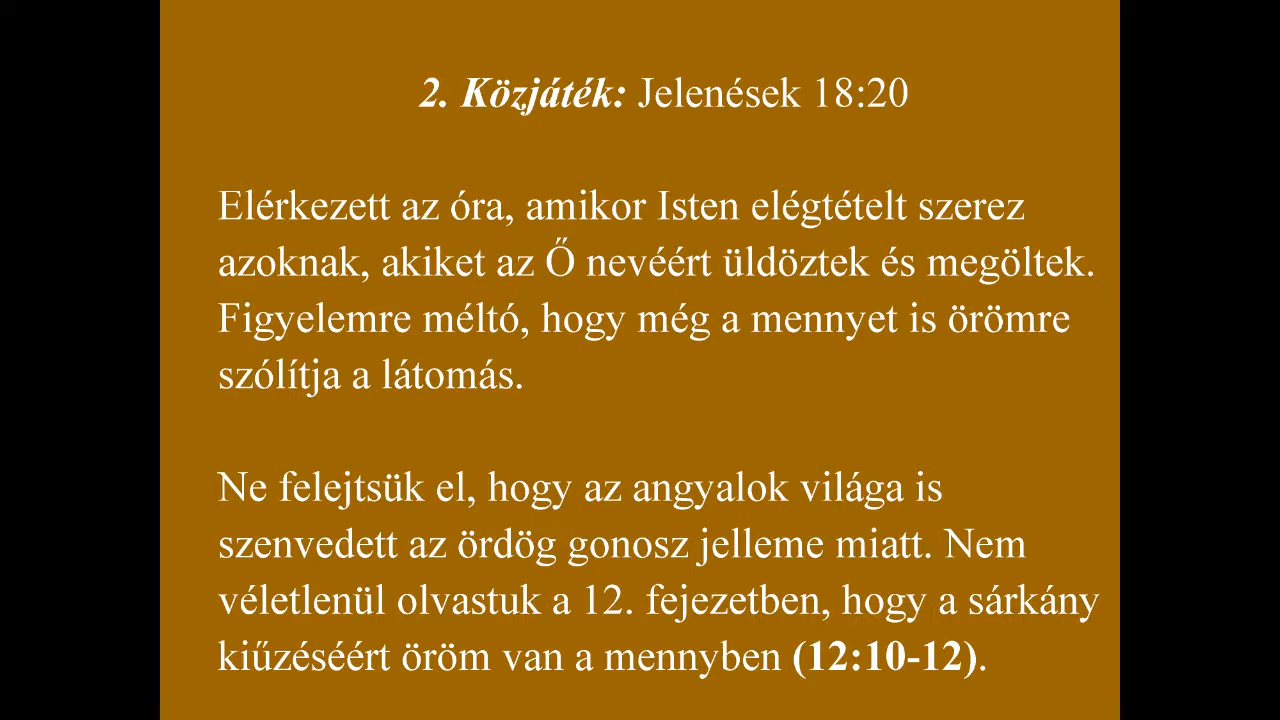 2. Közjáték: Jelenések 18:20
Elérkezett az óra, amikor Isten elégtételt szerez
azoknak, akiket az Ő nevéért üldöztek és megöltek.
Figyelemre méltó, hogy még a mennyet is örömre
szólítja a látomás.
Ne felejtsük el, hogy az angyalok világa is
szenvedett az ördög gonosz jelleme miatt. Nem
véletlenül olvastuk a 12. fejezetben, hogy a sárkány
kiűzéséért öröm van a mennyben (12:10-12).